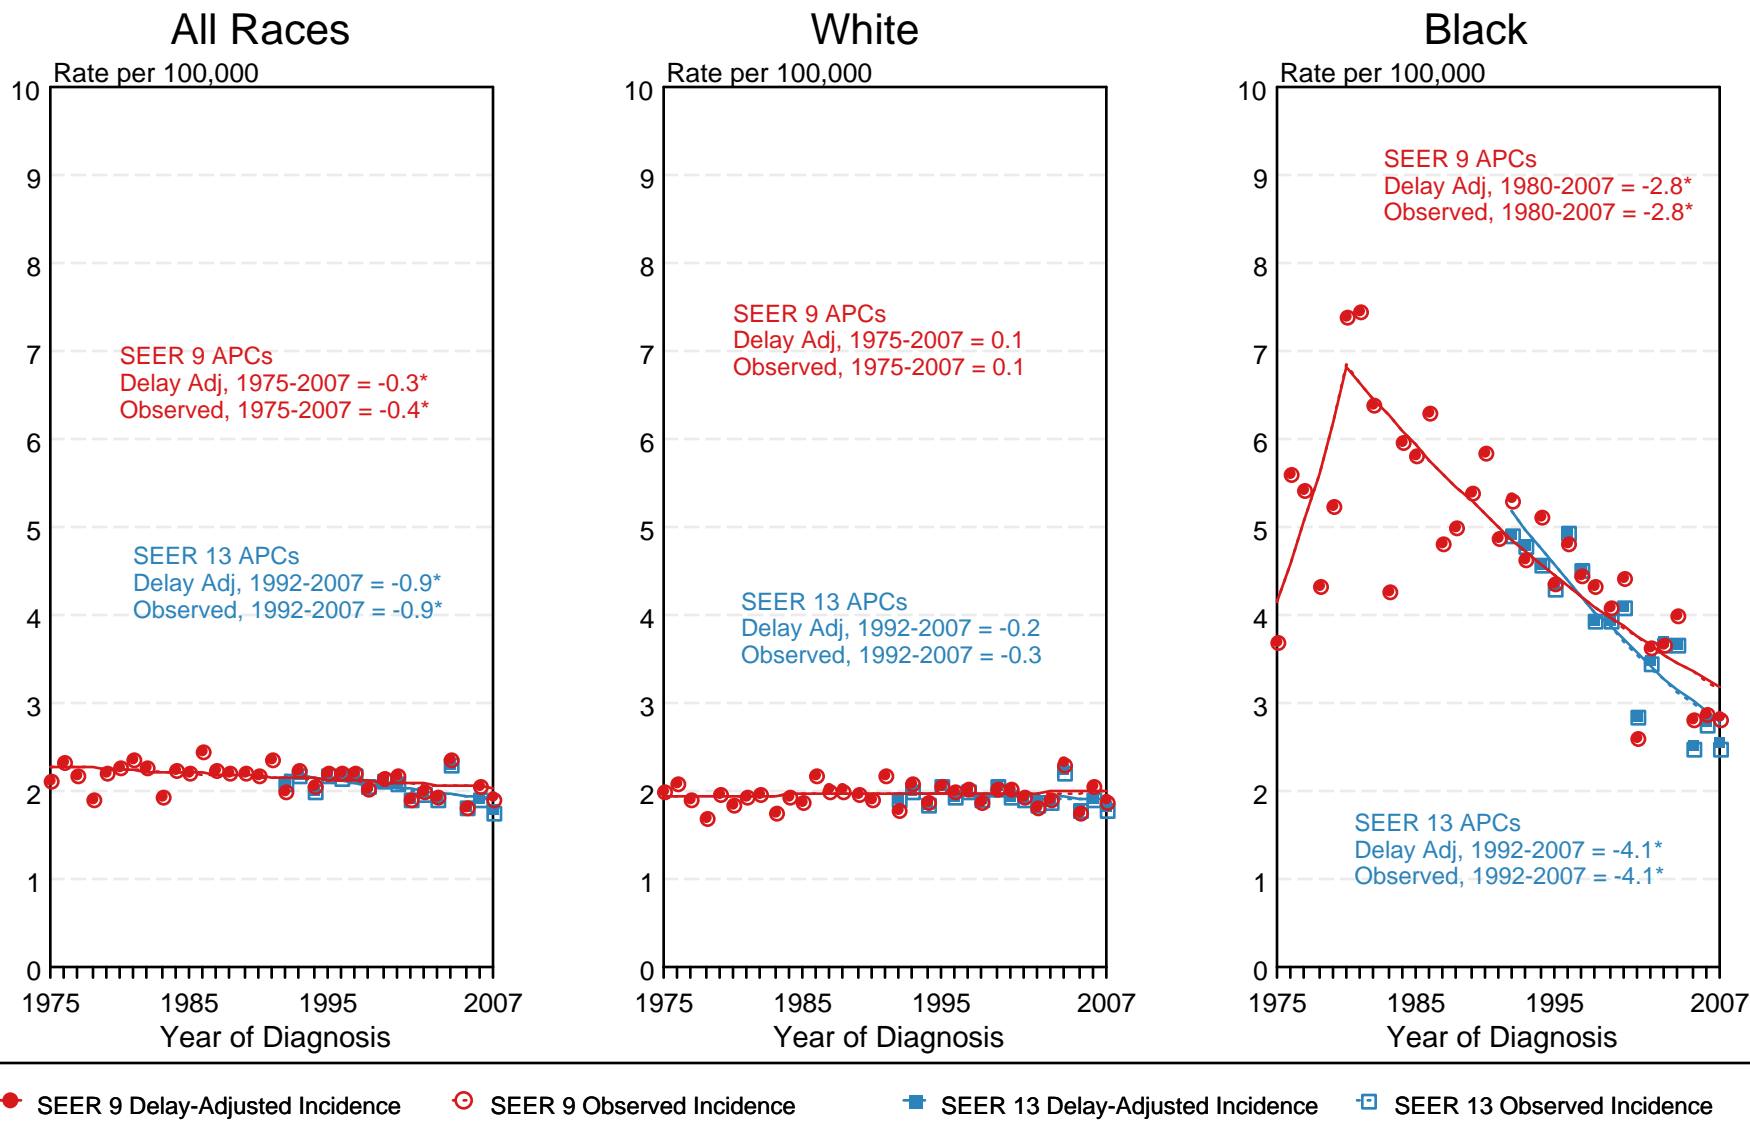 All Races
Rate per 100,000
10
9
8
7
6
5
4
3
2
1
0
SEER 9 APCs
Delay Adj, 1975-2007 = -0.3*
Observed, 1975-2007 = -0.4*
SEER 13 APCs
Delay Adj, 1992-2007 = -0.9*
Observed, 1992-2007 = -0.9*
1975 1985 1995 2007
Year of Diagnosis
White
Rate per 100,000
10
9
8
7
6
5
4
3
2
1
0
SEER 9 APCs
Delay Adj, 1975-2007 = 0.1
Observed, 1975-2007 = 0.1
SEER 13 APCs
Delay Adj, 1992-2007 = -0.2
Observed, 1992-2007 = -0.3
1975 1985 1995 2007
Year of Diagnosis
Black
Rate per 100,000
10
9
8
7
6
5
4
3
2
1
0
SEER 9 APCs
Delay Adj, 1980-2007 = -2.8*
Observed, 1980-2007 = -2.8*
SEER 13 APCs
Delay Adj, 1992-2007 = -4.1*
Observed, 1992-2007 = -4.1*
1975 1985 1995 2007
Year of Diagnosis
SEER 9 Delay-Adjusted Incidence SEER 9 Observed Incidence SEER 13 Delay-Adjusted Incidence SEER 13 Observed Incidence